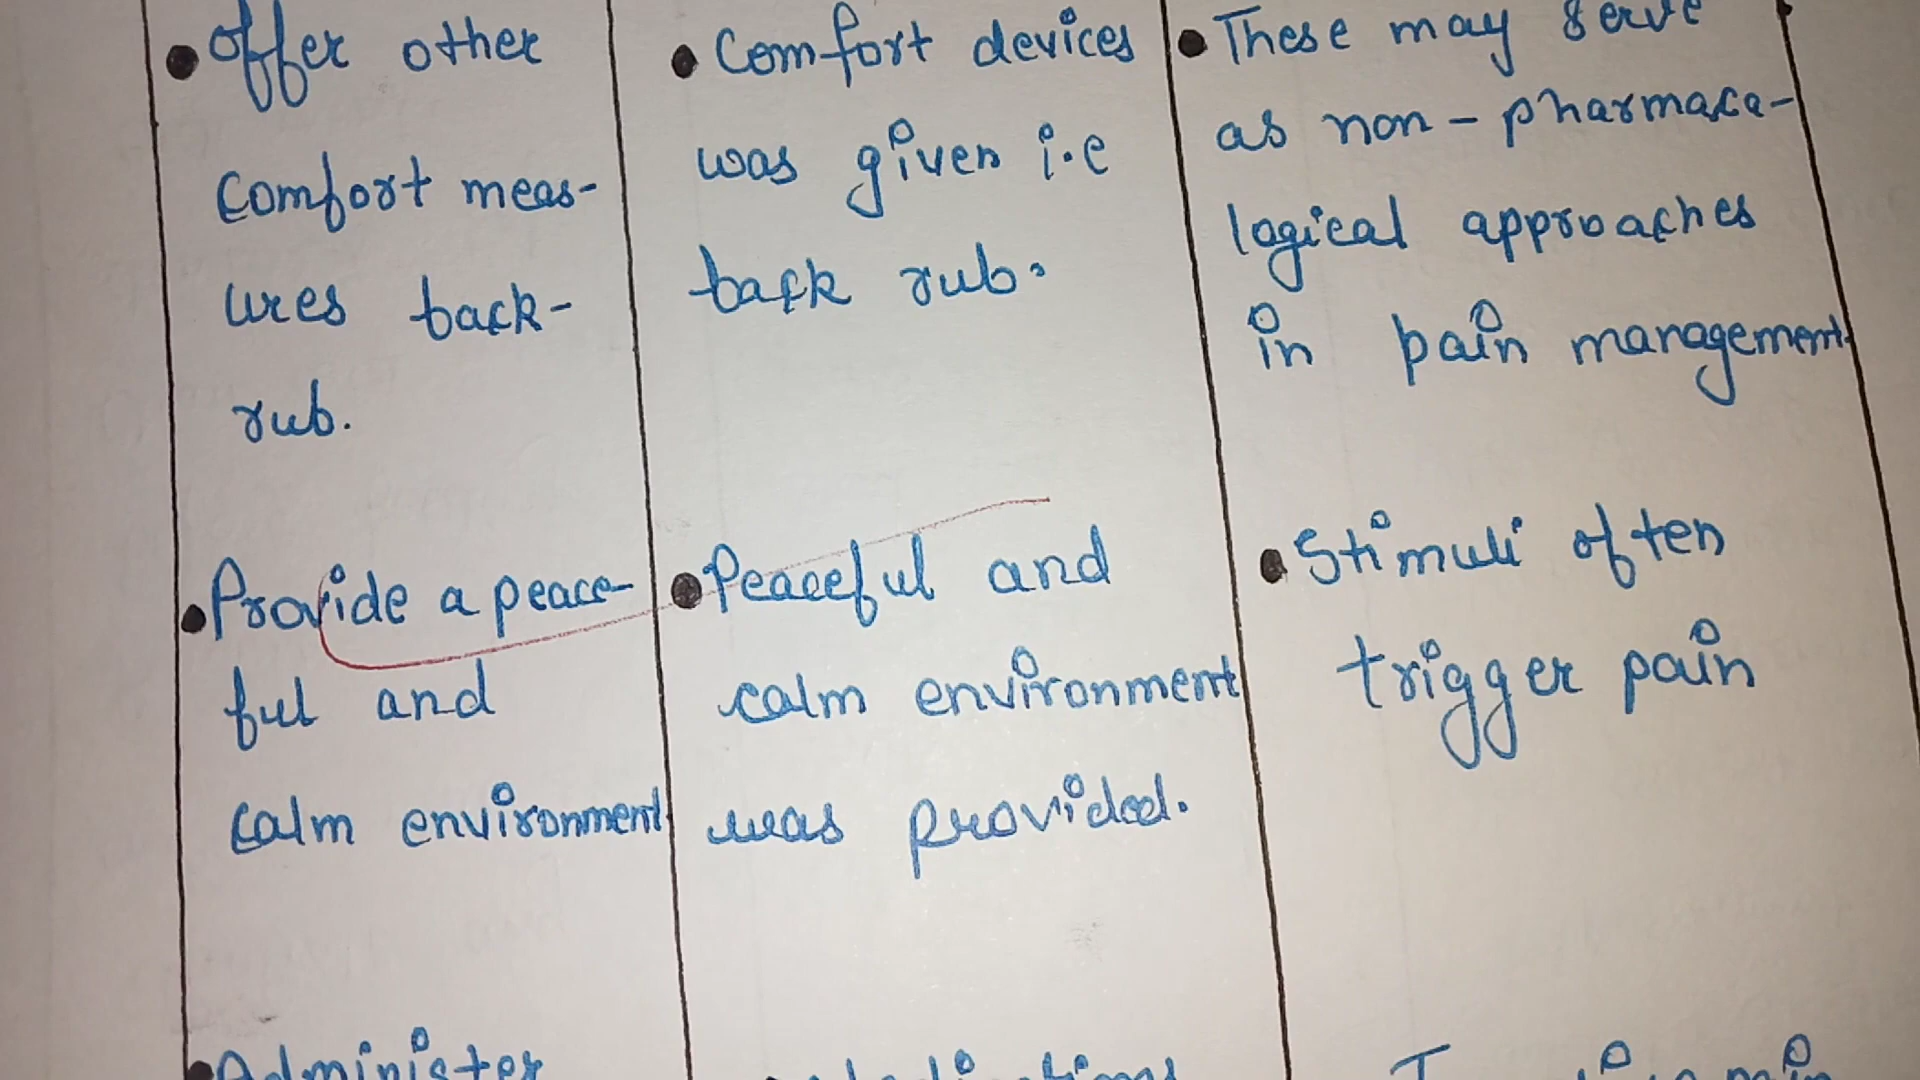 • Offer other
comfort meas-
ures back-
rub.
• Provide a peace-
ful and
calm environment
• Administer
• Comfort devices
was given i.e
back rub.
• Peaceful and
calm environment
was provided.
• These may serve
as non-pharmaco-
logical approaches
in pain management
• Stimuli often
trigger pain